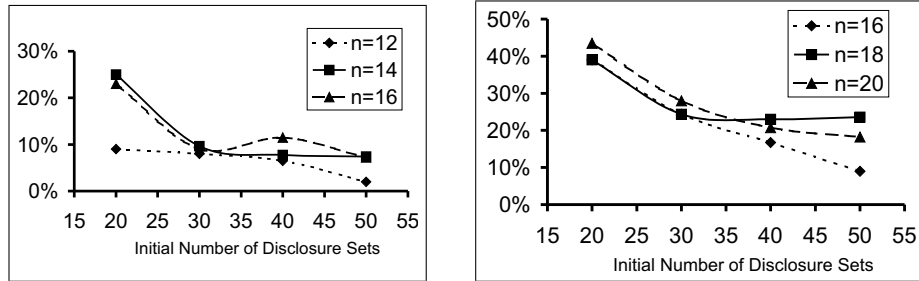 n=12
n=14
n=16
30%
20%
10%
0%
15 20 25 30 35 40 45 50 55
Initial Number of Disclosure Sets
n=16
n=18
n=20
50%
40%
30%
20%
10%
0%
15 20 25 30 35 40 45 50 55
Initial Number of Disclosure Sets